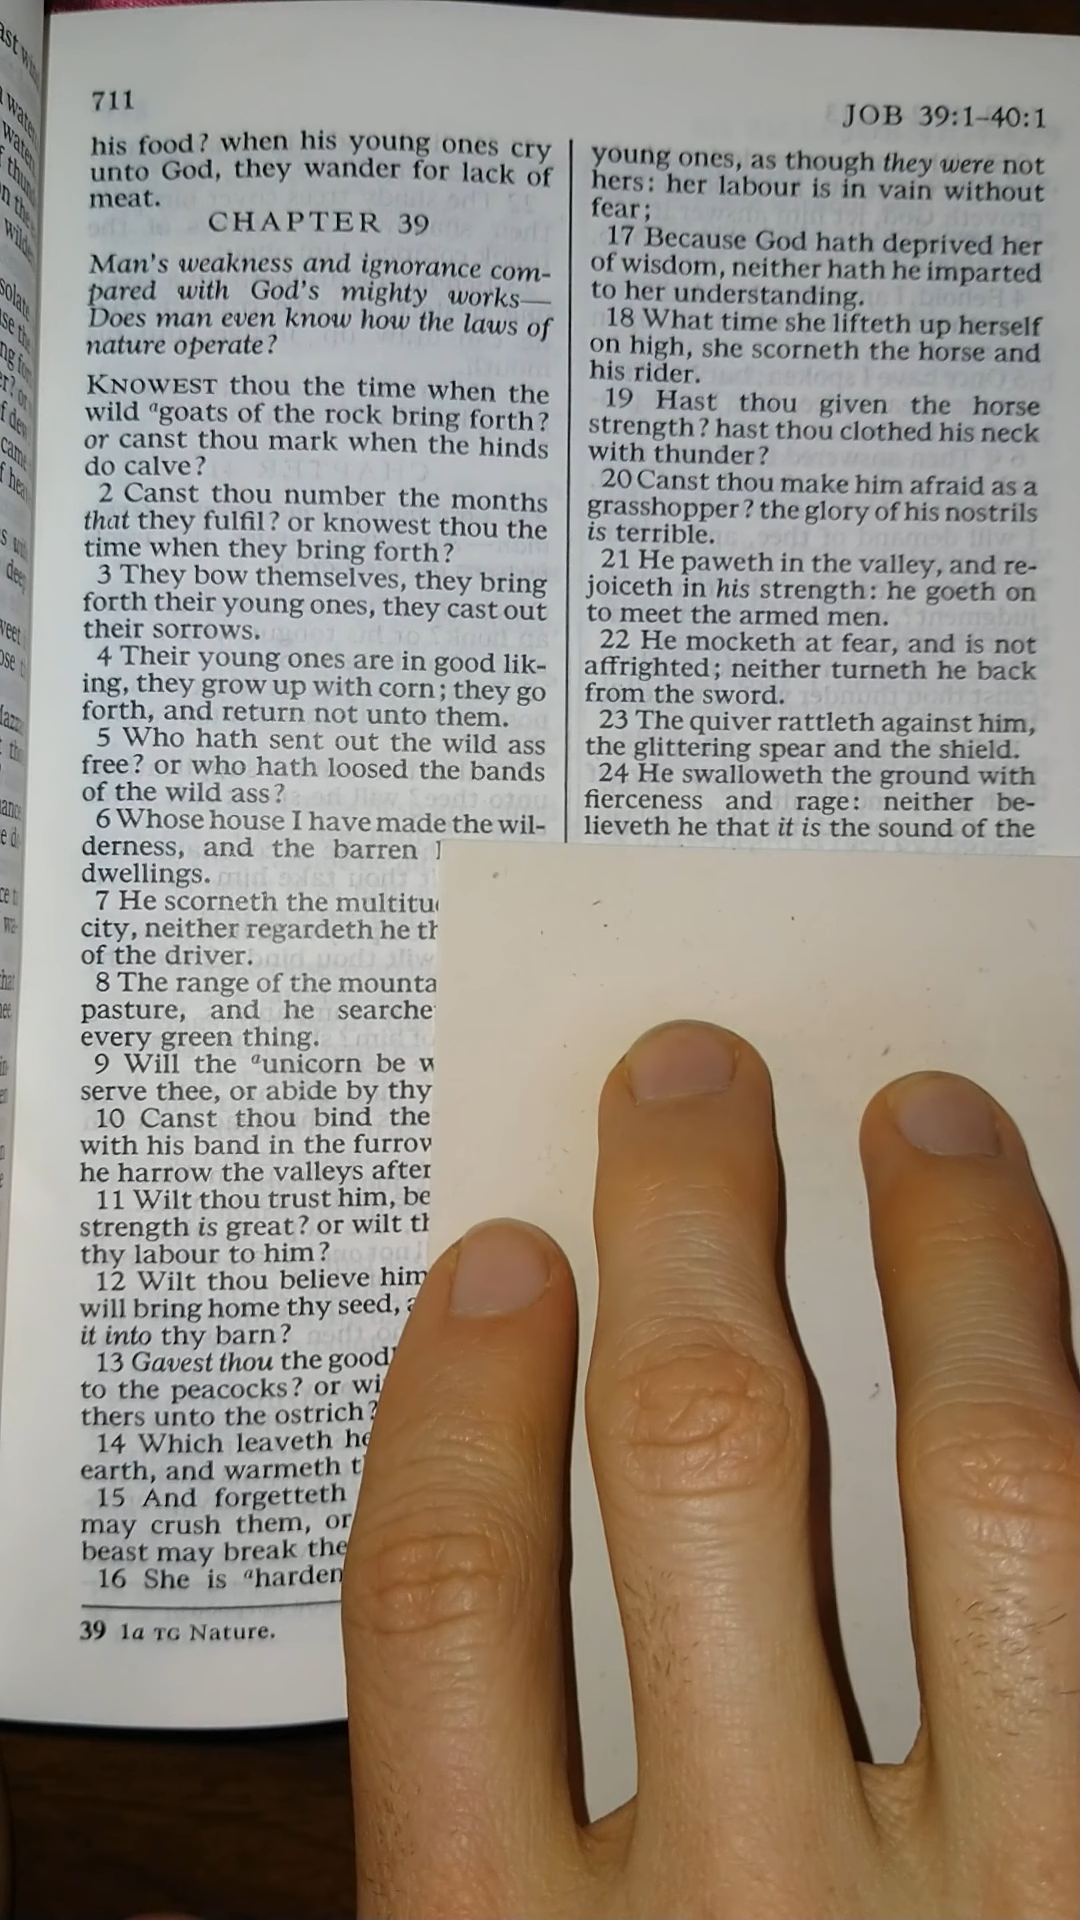 711
JOB 39:1–40:1
his food? when his young ones cry
unto God, they wander for lack of
meat.
CHAPTER 39
Man's weakness and ignorance com-
pared with God's mighty works—
Does man even know how the laws of
nature operate?
KNOWEST thou the time when the
wild ᵃgoats of the rock bring forth?
or canst thou mark when the hinds
do calve?
2 Canst thou number the months
that they fulfil? or knowest thou the
time when they bring forth?
3 They bow themselves, they bring
forth their young ones, they cast out
their sorrows.
4 Their young ones are in good lik-
ing, they grow up with corn; they go
forth, and return not unto them.
5 Who hath sent out the wild ass
free? or who hath loosed the bands
of the wild ass?
6 Whose house I have made the wil-
derness, and the barren
dwellings.
7 He scorneth the
city, neither regardeth he
of the driver.
8 The range of the
pasture, and he
every green thing.
9 Will the ᵃunicorn be
serve thee, or abide by thy
10 Canst thou bind the
with his band in the
he harrow the valleys after
11 Wilt thou trust him,
strength is great? or wilt
thy labour to him?
12 Wilt thou believe him
will bring home thy seed,
it into thy barn?
13 Gavest thou the
to the peacocks? or
thers unto the ostrich?
14 Which leaveth
earth, and warmeth
15 And forgetteth
may crush them, or
beast may break
16 She is
39 1a TG Nature.
young ones, as though they were not
hers: her labour is in vain without
fear;
17 Because God hath deprived her
of wisdom, neither hath he imparted
to her understanding.
18 What time she lifteth up herself
on high, she scorneth the horse and
his rider.
19 Hast thou given the horse
strength? hast thou clothed his neck
with thunder?
20 Canst thou make him afraid as a
grasshopper? the glory of his nostrils
is terrible.
21 He paweth in the valley, and re-
joiceth in his strength: he goeth on
to meet the armed men.
22 He mocketh at fear, and is not
affrighted; neither turneth he back
from the sword.
23 The quiver rattleth against him,
the glittering spear and the shield.
24 He swalloweth the ground with
fierceness and rage: neither be-
lieveth he that it is the sound of the